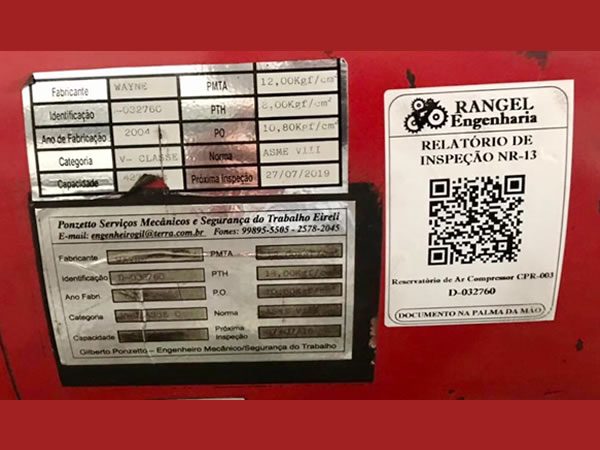 Fabricante WAYNE PMTA 12,00Kgf/cm²
Identificação -032760 PTH 8,00Kgf/cm²
Ano de Fabricação 2004 PO 10,80Kgf/cm²
Categoria V- CLASSE Norma ASME VIII
Capacidade Próxima Inspeção 27/07/2019
Ponzetto Serviços Mecânicos e Segurança do Trabalho Eireli
E-mail: engenheirogil@terra.com.br Fones: 99895-5505 - 2578-2045
Fabricante PMTA
Identificação D-032760 PTH 18,00Kgf/cm²
Ano Fabri. P.O.
Categoria Norma ASME VIII
Capacidade Próxima
Inspeção
Gilberto Ponzetto – Engenheiro Mecânico/Segurança do Trabalho
RANGEL
Engenharia
RELATÓRIO DE
INSPEÇÃO NR-13
Reservatório de Ar Compressor CPR-003
D-032760
DOCUMENTO NA PALMA DA MÃO